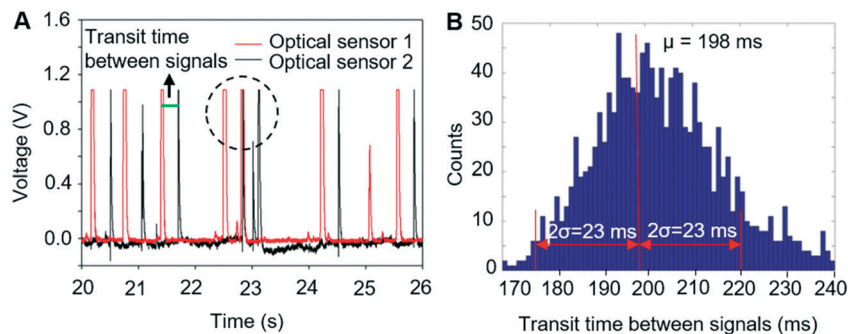 A
Transit time
between signals
Optical sensor 1
Optical sensor 2
1.6
1.2
0.8
0.4
0.0
Voltage (V)
20 21 22 23 24 25 26
Time (s)
B
μ = 198 ms
50
40
30
20
10
0
Counts
2σ=23 ms 2σ=23 ms
170 180 190 200 210 220 230 240
Transit time between signals (ms)